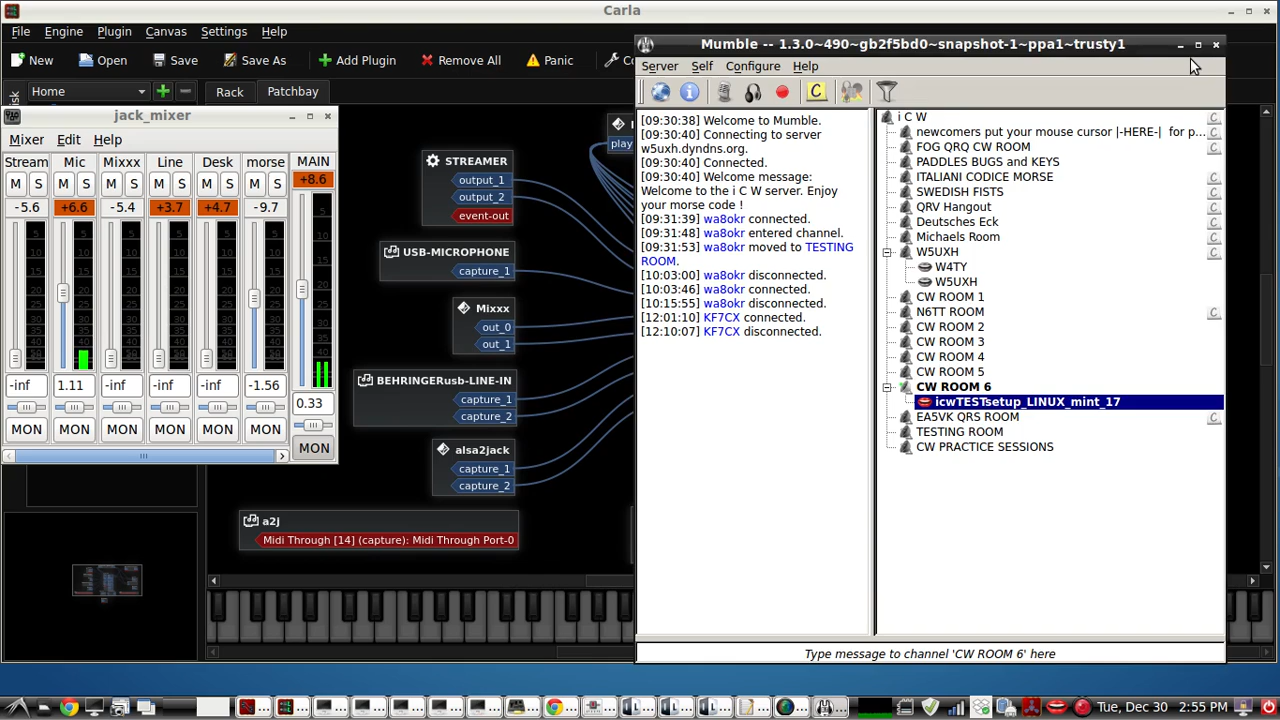 Carla
File Engine Plugin Canvas Settings Help
New Open Save Save As Add Plugin Remove All Panic
Disk
Home
Rack Patchbay
jack_mixer
Mixer Edit Help
Stream Mic Mixxx Line Desk morse MAIN
M S M S M S M S M S M S +8.6
-5.6 +6.6 -5.4 +3.7 +4.7 -9.7
-inf 1.11 -inf -inf -inf -1.56 0.33
MON MON MON MON MON MON MON
STREAMER
output_1
output_2
event-out
USB-MICROPHONE
capture_1
Mixxx
out_0
out_1
BEHRINGERusb-LINE-IN
capture_1
capture_2
alsa2jack
capture_1
capture_2
a2j
Midi Through [14] (capture): Midi Through Port-0
play
Mumble -- 1.3.0~490~gb2f5bd0~snapshot-1~ppa1~trusty1
Server Self Configure Help
[09:30:38] Welcome to Mumble.
[09:30:40] Connecting to server
w5uxh.dyndns.org.
[09:30:40] Connected.
[09:30:40] Welcome message:
Welcome to the i C W server. Enjoy
your morse code !
[09:31:39] wa8okr connected.
[09:31:48] wa8okr entered channel.
[09:31:53] wa8okr moved to TESTING
ROOM.
[10:03:00] wa8okr disconnected.
[10:03:46] wa8okr connected.
[10:15:55] wa8okr disconnected.
[12:01:10] KF7CX connected.
[12:10:07] KF7CX disconnected.
i C W
newcomers put your mouse cursor |-HERE-| for p...
FOG QRQ CW ROOM
PADDLES BUGS and KEYS
ITALIANI CODICE MORSE
SWEDISH FISTS
QRV Hangout
Deutsches Eck
Michaels Room
W5UXH
W4TY
W5UXH
CW ROOM 1
N6TT ROOM
CW ROOM 2
CW ROOM 3
CW ROOM 4
CW ROOM 5
CW ROOM 6
icwTESTsetup_LINUX_mint_17
EA5VK QRS ROOM
TESTING ROOM
CW PRACTICE SESSIONS
Type message to channel 'CW ROOM 6' here
Tue, Dec 30 2:55 PM